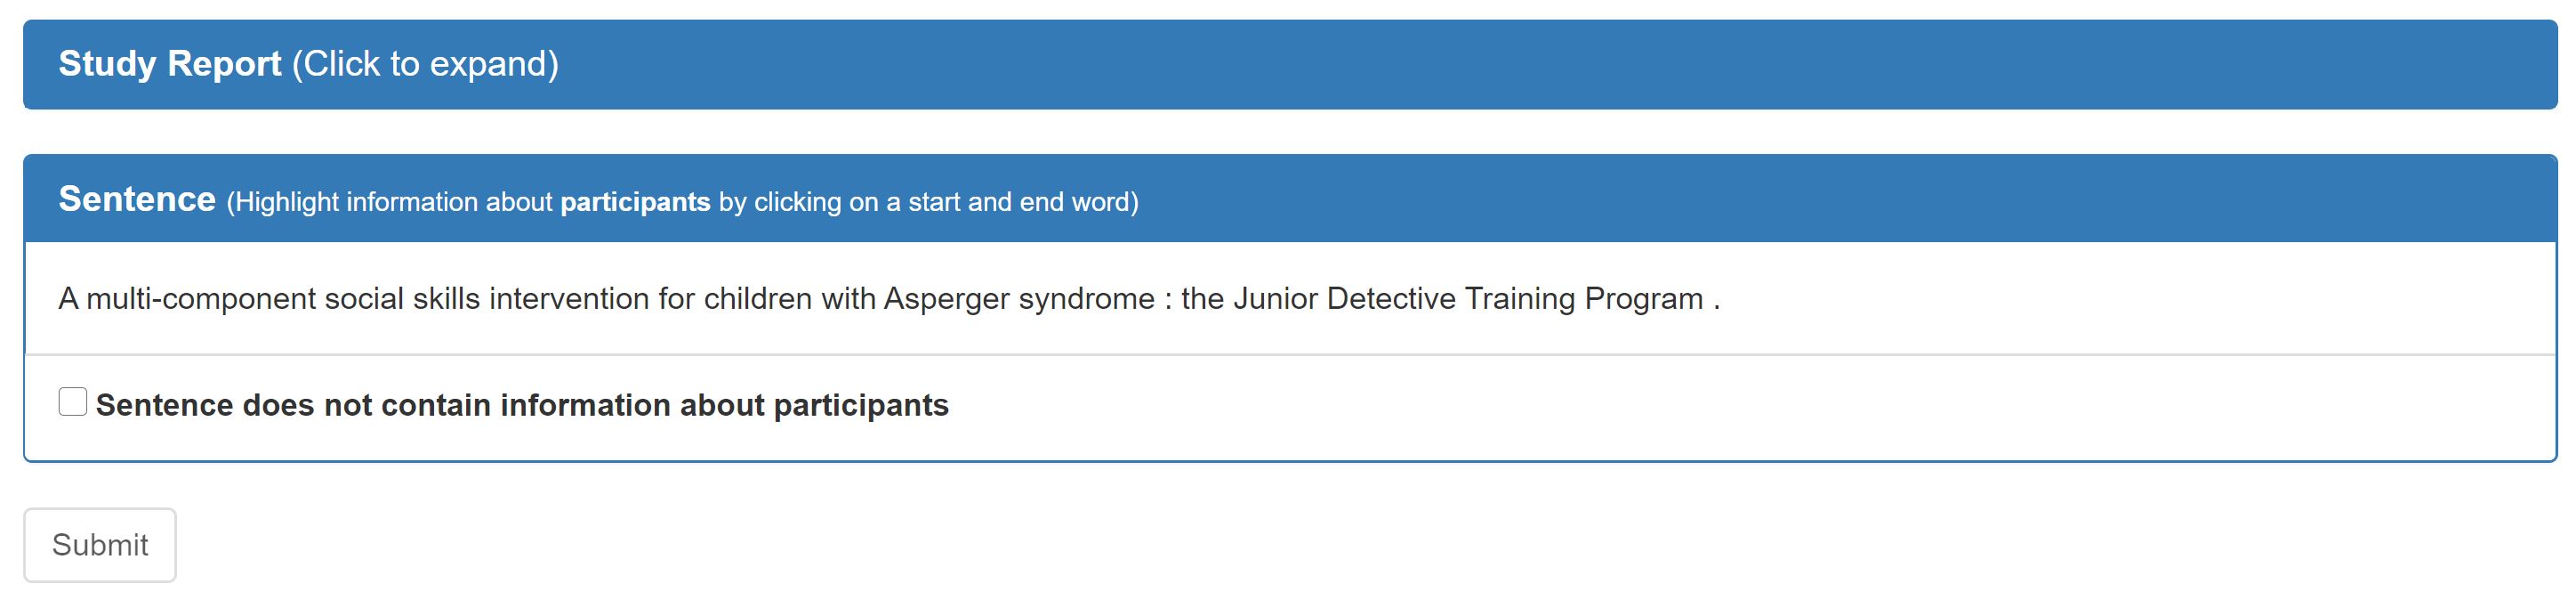 Study Report (Click to expand)
Sentence (Highlight information about participants by clicking on a start and end word)
A multi-component social skills intervention for children with Asperger syndrome : the Junior Detective Training Program .
Sentence does not contain information about participants
Submit